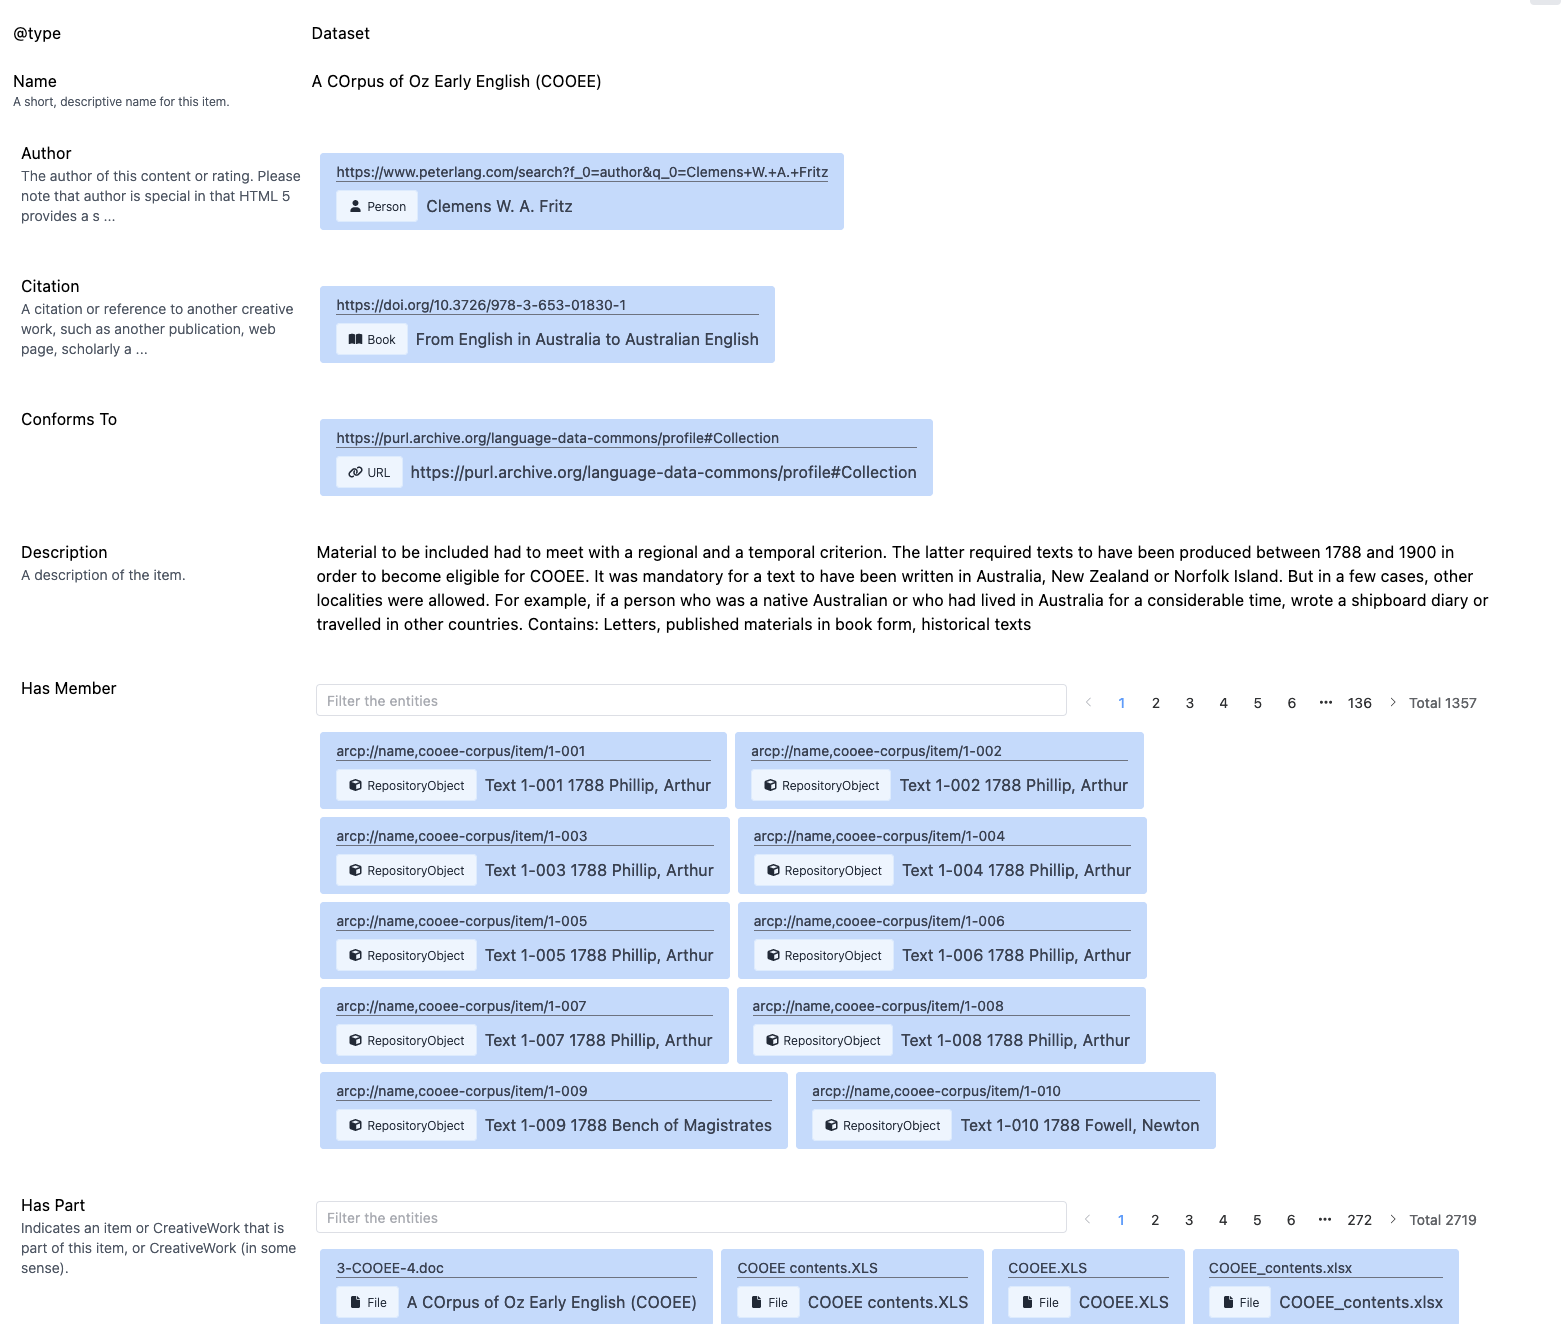 @type
Dataset
Name
A short, descriptive name for this item.
A COrpus of Oz Early English (COOEE)
Author
The author of this content or rating. Please
note that author is special in that HTML 5
provides a s ...
https://www.peterlang.com/search?f_0=author&q_0=Clemens+W.+A.+Fritz
Person
Clemens W. A. Fritz
Citation
A citation or reference to another creative
work, such as another publication, web
page, scholarly a ...
https://doi.org/10.3726/978-3-653-01830-1
Book
From English in Australia to Australian English
Conforms To
https://purl.archive.org/language-data-commons/profile#Collection
URL
https://purl.archive.org/language-data-commons/profile#Collection
Description
A description of the item.
Material to be included had to meet with a regional and a temporal criterion. The latter required texts to have been produced between 1788 and 1900 in
order to become eligible for COOEE. It was mandatory for a text to have been written in Australia, New Zealand or Norfolk Island. But in a few cases, other
localities were allowed. For example, if a person who was a native Australian or who had lived in Australia for a considerable time, wrote a shipboard diary or
travelled in other countries. Contains: Letters, published materials in book form, historical texts
Has Member
Filter the entities
1 2 3 4 5 6 ••• 136 Total 1357
arcp://name,cooee-corpus/item/1-001
RepositoryObject
Text 1-001 1788 Phillip, Arthur
arcp://name,cooee-corpus/item/1-002
RepositoryObject
Text 1-002 1788 Phillip, Arthur
arcp://name,cooee-corpus/item/1-003
RepositoryObject
Text 1-003 1788 Phillip, Arthur
arcp://name,cooee-corpus/item/1-004
RepositoryObject
Text 1-004 1788 Phillip, Arthur
arcp://name,cooee-corpus/item/1-005
RepositoryObject
Text 1-005 1788 Phillip, Arthur
arcp://name,cooee-corpus/item/1-006
RepositoryObject
Text 1-006 1788 Phillip, Arthur
arcp://name,cooee-corpus/item/1-007
RepositoryObject
Text 1-007 1788 Phillip, Arthur
arcp://name,cooee-corpus/item/1-008
RepositoryObject
Text 1-008 1788 Phillip, Arthur
arcp://name,cooee-corpus/item/1-009
RepositoryObject
Text 1-009 1788 Bench of Magistrates
arcp://name,cooee-corpus/item/1-010
RepositoryObject
Text 1-010 1788 Fowell, Newton
Has Part
Indicates an item or CreativeWork that is
part of this item, or CreativeWork (in some
sense).
Filter the entities
1 2 3 4 5 6 ••• 272 Total 2719
3-COOEE-4.doc
File
A COrpus of Oz Early English (COOEE)
COOEE contents.XLS
File
COOEE contents.XLS
COOEE.XLS
File
COOEE.XLS
COOEE_contents.xlsx
File
COOEE_contents.xlsx